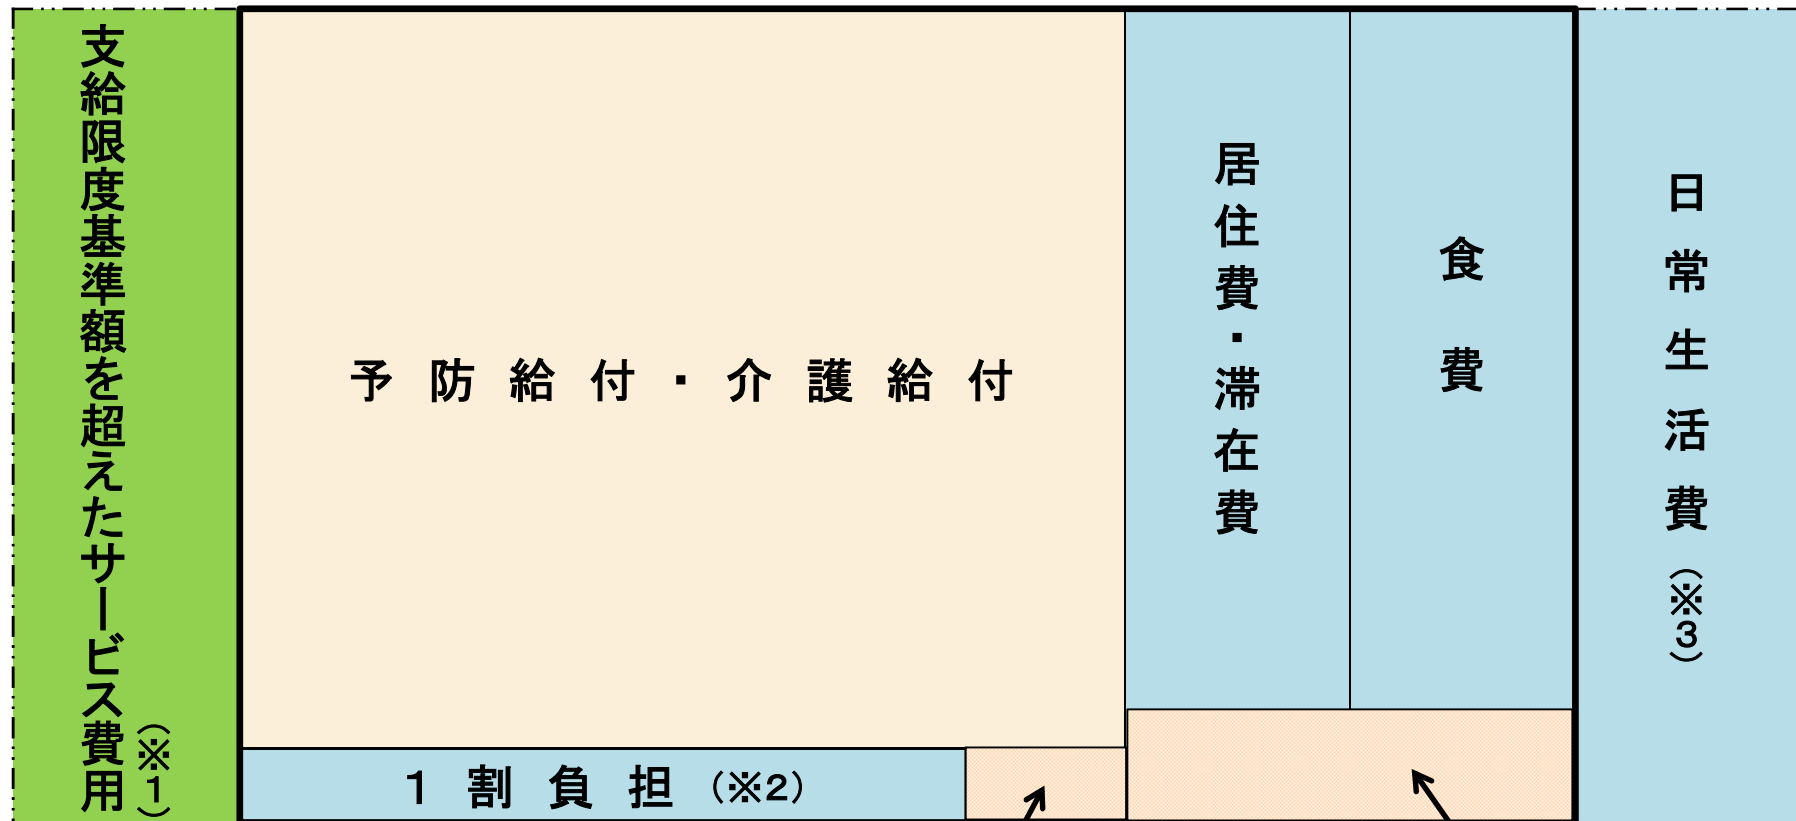 支給限度基準額を超えたサービス費用
（※１）
予防給付・介護給付
１割負担（※２）
居住費・滞在費
食費
日常生活費（※３）